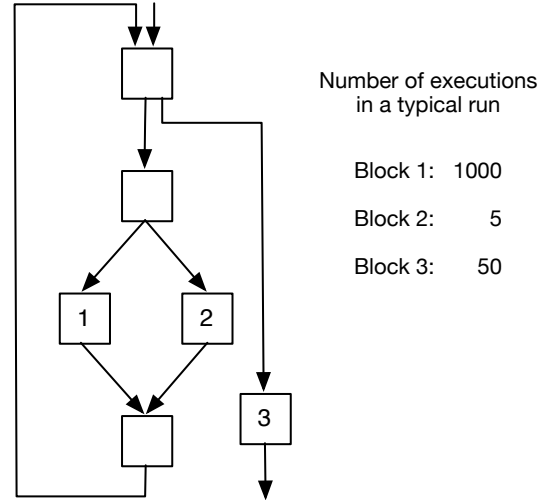 Number of executions
in a typical run
Block 1: 1000
Block 2: 5
Block 3: 50
1 2
3